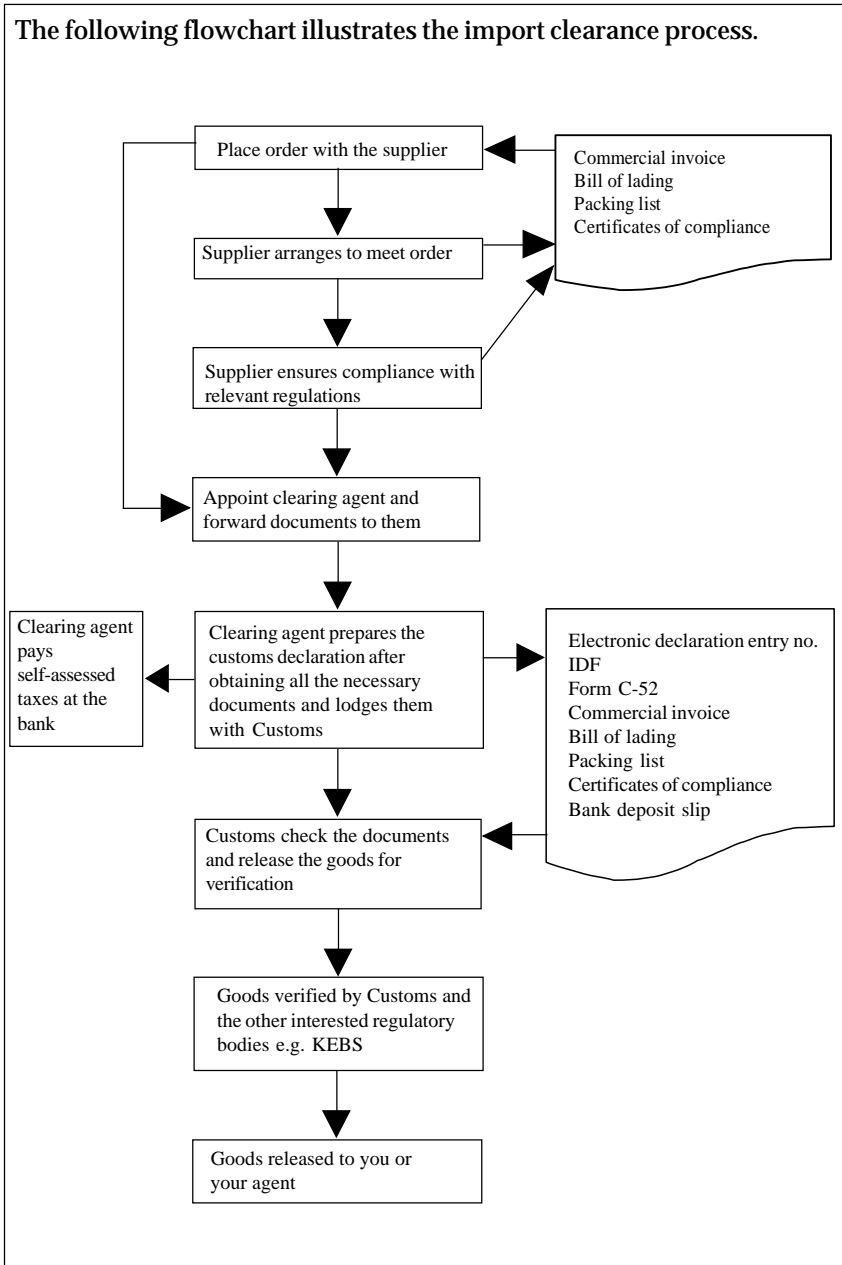 The following flowchart illustrates the import clearance process.
Place order with the supplier
Commercial invoice
Bill of lading
Packing list
Certificates of compliance
Supplier arranges to meet order
Supplier ensures compliance with
relevant regulations
Appoint clearing agent and
forward documents to them
Clearing agent
pays
self-assessed
taxes at the
bank
Clearing agent prepares the
customs declaration after
obtaining all the necessary
documents and lodges them
with Customs
Electronic declaration entry no.
IDF
Form C-52
Commercial invoice
Bill of lading
Packing list
Certificates of compliance
Bank deposit slip
Customs check the documents
and release the goods for
verification
Goods verified by Customs and
the other interested regulatory
bodies e.g. KEBS
Goods released to you or
your agent